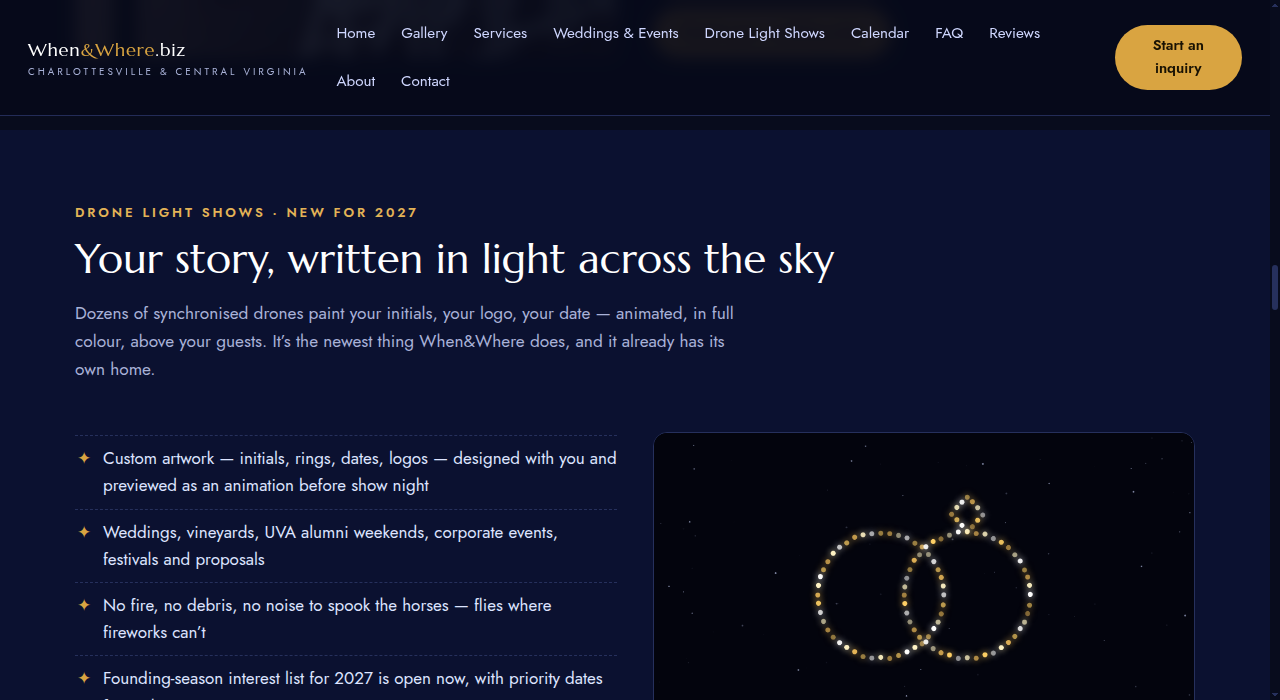 When&Where.biz
CHARLOTTESVILLE & CENTRAL VIRGINIA
Home Gallery Services Weddings & Events Drone Light Shows Calendar FAQ Reviews
About Contact
Start an
inquiry
DRONE LIGHT SHOWS · NEW FOR 2027
Your story, written in light across the sky
Dozens of synchronised drones paint your initials, your logo, your date — animated, in full
colour, above your guests. It’s the newest thing When&Where does, and it already has its
own home.
✦ Custom artwork — initials, rings, dates, logos — designed with you and
previewed as an animation before show night
✦ Weddings, vineyards, UVA alumni weekends, corporate events,
festivals and proposals
✦ No fire, no debris, no noise to spook the horses — flies where
fireworks can’t
✦ Founding-season interest list for 2027 is open now, with priority dates